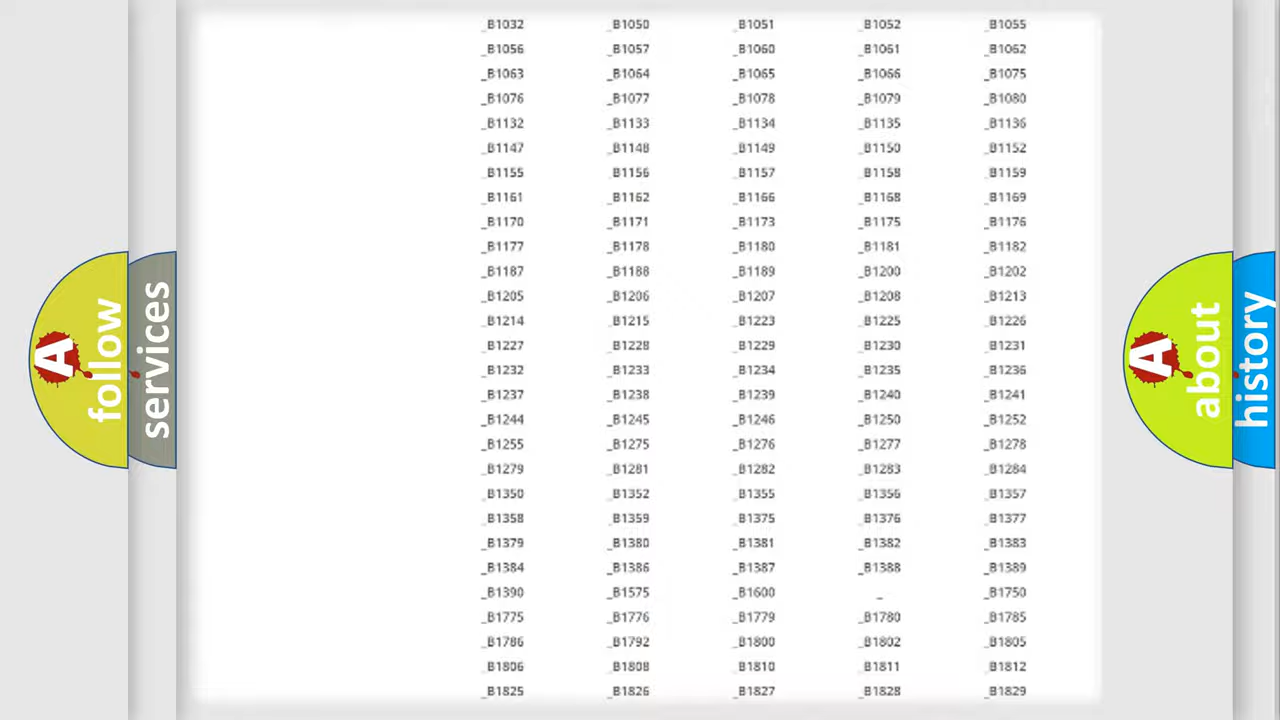 _B1032 _B1050 _B1051 _B1052 _B1055
_B1056 _B1057 _B1060 _B1061 _B1062
_B1063 _B1064 _B1065 _B1066 _B1075
_B1076 _B1077 _B1078 _B1079 _B1080
_B1132 _B1133 _B1134 _B1135 _B1136
_B1147 _B1148 _B1149 _B1150 _B1152
_B1155 _B1156 _B1157 _B1158 _B1159
_B1161 _B1162 _B1166 _B1168 _B1169
_B1170 _B1171 _B1173 _B1175 _B1176
_B1177 _B1178 _B1180 _B1181 _B1182
_B1187 _B1188 _B1189 _B1200 _B1202
_B1205 _B1206 _B1207 _B1208 _B1213
_B1214 _B1215 _B1223 _B1225 _B1226
_B1227 _B1228 _B1229 _B1230 _B1231
_B1232 _B1233 _B1234 _B1235 _B1236
_B1237 _B1238 _B1239 _B1240 _B1241
_B1244 _B1245 _B1246 _B1250 _B1252
_B1255 _B1275 _B1276 _B1277 _B1278
_B1279 _B1281 _B1282 _B1283 _B1284
_B1350 _B1352 _B1355 _B1356 _B1357
_B1358 _B1359 _B1375 _B1376 _B1377
_B1379 _B1380 _B1381 _B1382 _B1383
_B1384 _B1386 _B1387 _B1388 _B1389
_B1390 _B1575 _B1600 _ _B1750
_B1775 _B1776 _B1779 _B1780 _B1785
_B1786 _B1792 _B1800 _B1802 _B1805
_B1806 _B1808 _B1810 _B1811 _B1812
_B1825 _B1826 _B1827 _B1828 _B1829
A follow
services
A about
history